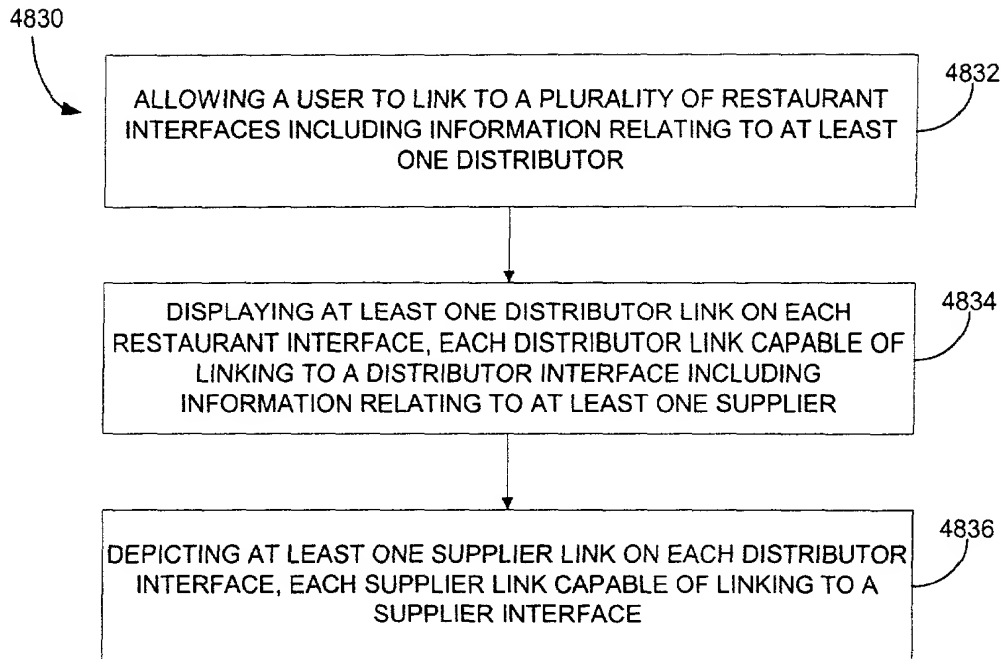 4830
ALLOWING A USER TO LINK TO A PLURALITY OF RESTAURANT
INTERFACES INCLUDING INFORMATION RELATING TO AT LEAST
ONE DISTRIBUTOR
4832
DISPLAYING AT LEAST ONE DISTRIBUTOR LINK ON EACH
RESTAURANT INTERFACE, EACH DISTRIBUTOR LINK CAPABLE OF
LINKING TO A DISTRIBUTOR INTERFACE INCLUDING
INFORMATION RELATING TO AT LEAST ONE SUPPLIER
4834
DEPICTING AT LEAST ONE SUPPLIER LINK ON EACH DISTRIBUTOR
INTERFACE, EACH SUPPLIER LINK CAPABLE OF LINKING TO A
SUPPLIER INTERFACE
4836